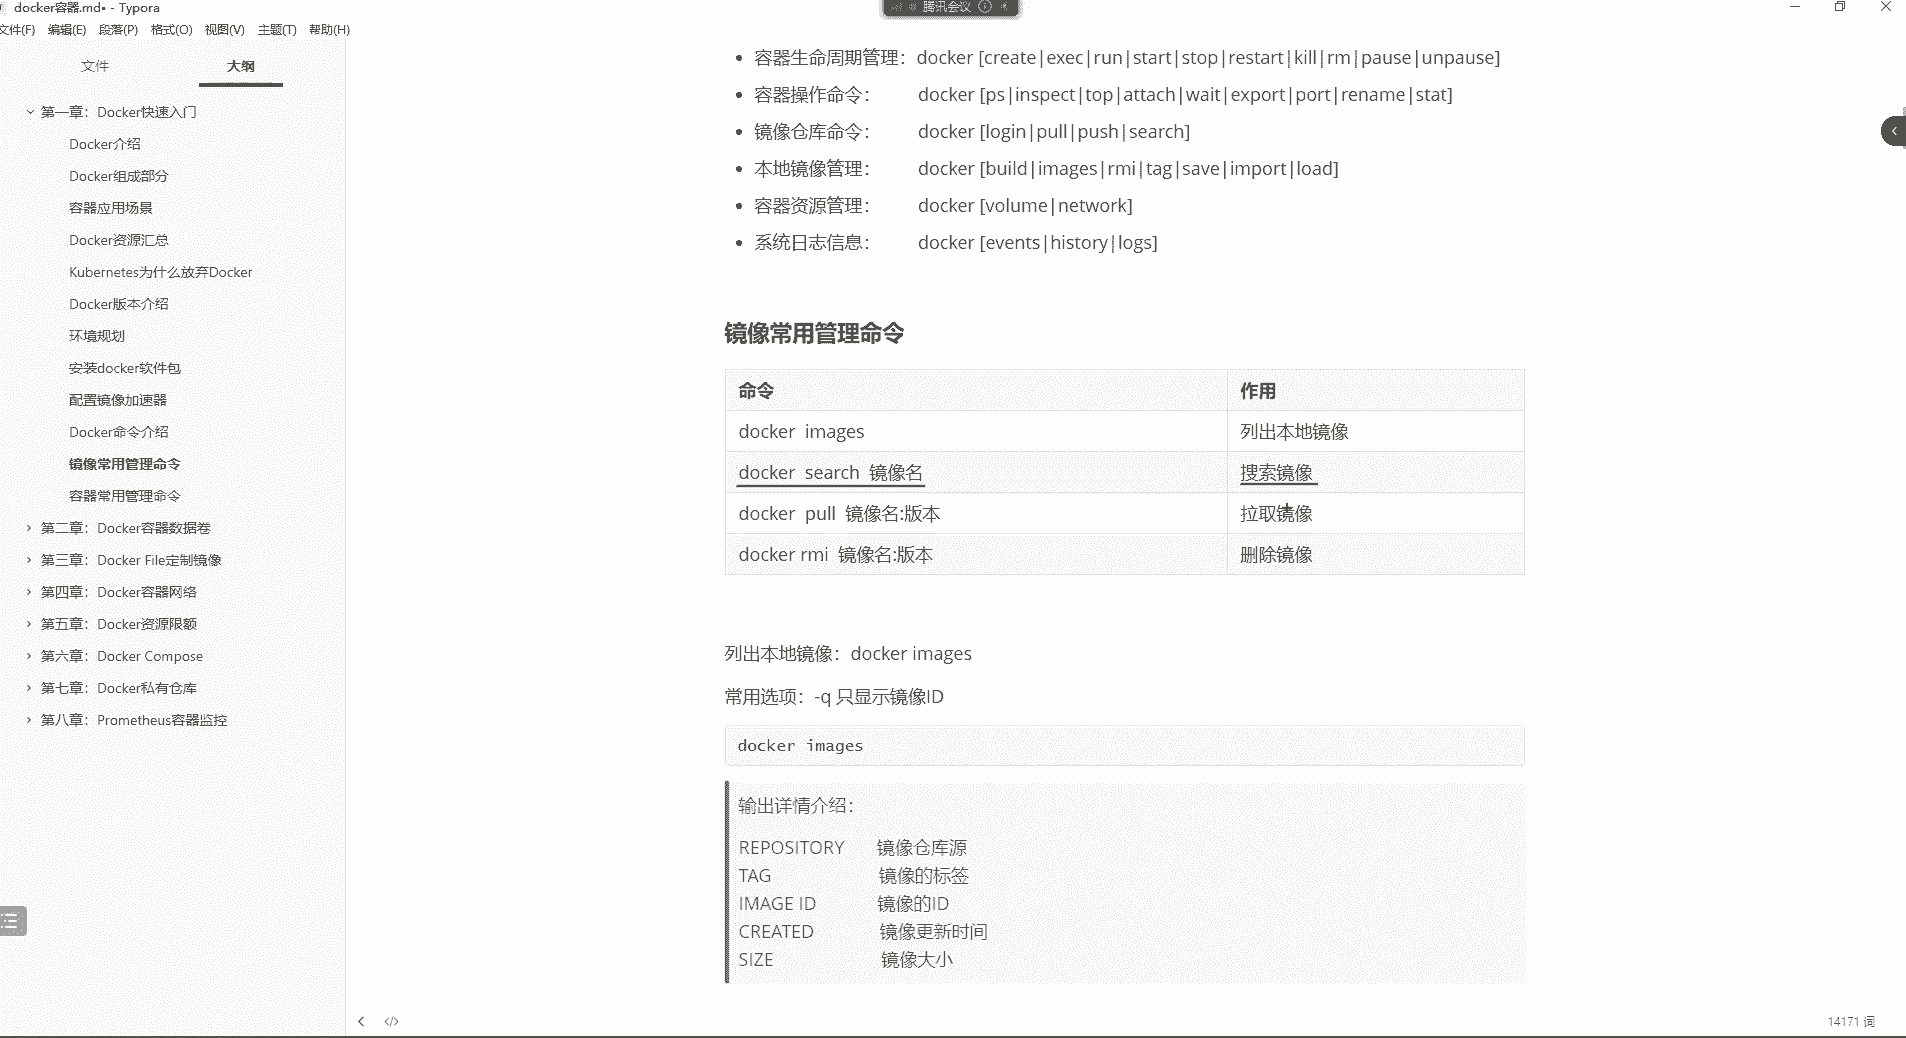 docker容器.md• - Typora
腾讯会议
文件(F) 编辑(E) 段落(P) 格式(O) 视图(V) 主题(T) 帮助(H)
文件 大纲
第一章：Docker快速入门
Docker介绍
Docker组成部分
容器应用场景
Docker资源汇总
Kubernetes为什么放弃Docker
Docker版本介绍
环境规划
安装docker软件包
配置镜像加速器
Docker命令介绍
镜像常用管理命令
容器常用管理命令
第二章：Docker容器数据卷
第三章：Docker File定制镜像
第四章：Docker容器网络
第五章：Docker资源限额
第六章：Docker Compose
第七章：Docker私有仓库
第八章：Prometheus容器监控
容器生命周期管理：docker [create|exec|run|start|stop|restart|kill|rm|pause|unpause]
容器操作命令： docker [ps|inspect|top|attach|wait|export|port|rename|stat]
镜像仓库命令： docker [login|pull|push|search]
本地镜像管理： docker [build|images|rmi|tag|save|import|load]
容器资源管理： docker [volume|network]
系统日志信息： docker [events|history|logs]
镜像常用管理命令
命令 作用
docker images 列出本地镜像
docker search 镜像名 搜索镜像
docker pull 镜像名:版本 拉取镜像
docker rmi 镜像名:版本 删除镜像
列出本地镜像：docker images
常用选项：-q 只显示镜像ID
docker images
输出详情介绍：
REPOSITORY 镜像仓库源
TAG 镜像的标签
IMAGE ID 镜像的ID
CREATED 镜像更新时间
SIZE 镜像大小
14171 词